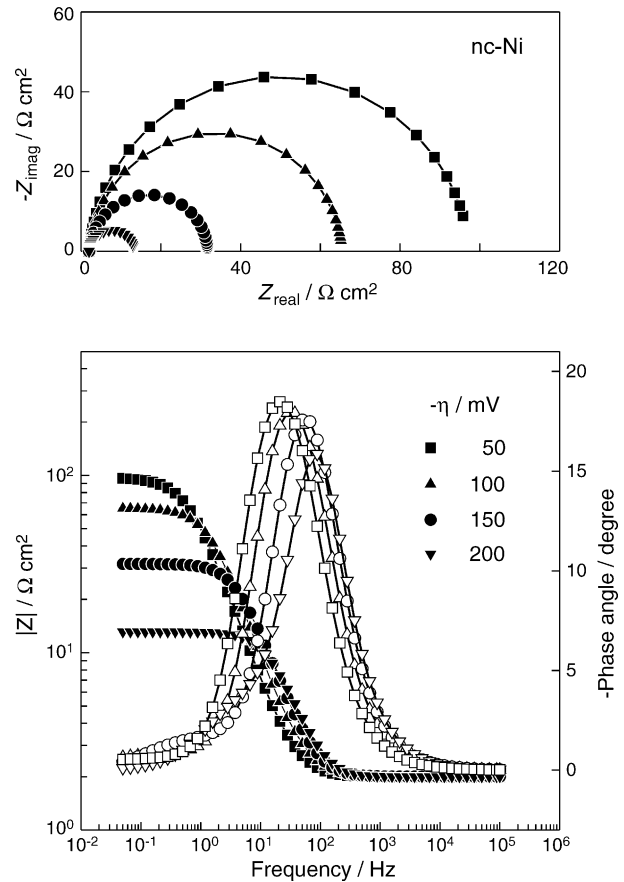 nc-Ni
60
40
20
0
-Zimag / Ω cm2
0 40 80 120
Zreal / Ω cm2
-η / mV
50
100
150
200
102
101
100
|Z| / Ω cm2
20
15
10
5
0
-Phase angle / degree
10-2 10-1 100 101 102 103 104 105 106
Frequency / Hz